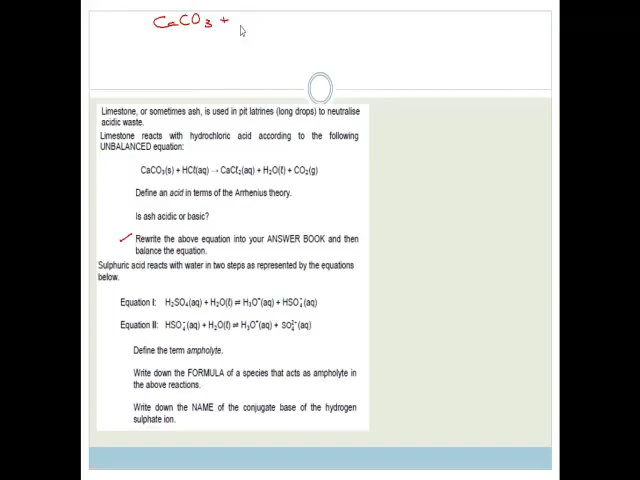 CaCO₃ +
Limestone, or sometimes ash, is used in pit latrines (long drops) to neutralise
acidic waste.
Limestone reacts with hydrochloric acid according to the following
UNBALANCED equation:
CaCO₃(s) + HCℓ(aq) → CaCℓ₂(aq) + H₂O(ℓ) + CO₂(g)
Define an acid in terms of the Arrhenius theory.
Is ash acidic or basic?
Rewrite the above equation into your ANSWER BOOK and then
balance the equation.
Sulphuric acid reacts with water in two steps as represented by the equations
below.
Equation I: H₂SO₄(aq) + H₂O(ℓ) ⇌ H₃O⁺(aq) + HSO₄⁻(aq)
Equation II: HSO₄⁻(aq) + H₂O(ℓ) ⇌ H₃O⁺(aq) + SO₄²⁻(aq)
Define the term ampholyte.
Write down the FORMULA of a species that acts as ampholyte in
the above reactions.
Write down the NAME of the conjugate base of the hydrogen
sulphate ion.